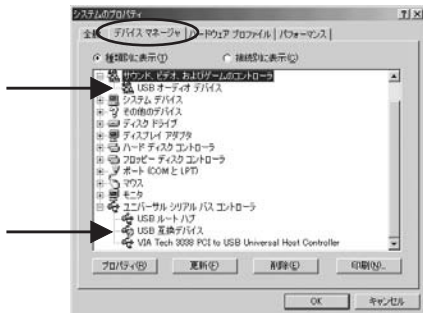 システムのプロパティ
全般 デバイス マネージャ ハードウェア プロファイル パフォーマンス
種類別に表示(T) 接続別に表示(C)
サウンド、ビデオ、およびゲームのコントローラ
USB オーディオ デバイス
システム デバイス
その他のデバイス
ディスク ドライブ
ディスプレイ アダプタ
ハード ディスク コントローラ
フロッピー ディスク コントローラ
ポート (COM と LPT)
マウス
モニタ
ユニバーサル シリアル バス コントローラ
USB ルート ハブ
USB 互換デバイス
VIA Tech 3038 PCI to USB Universal Host Controller
プロパティ(R) 更新(F) 削除(E) 印刷(N)...
OK キャンセル